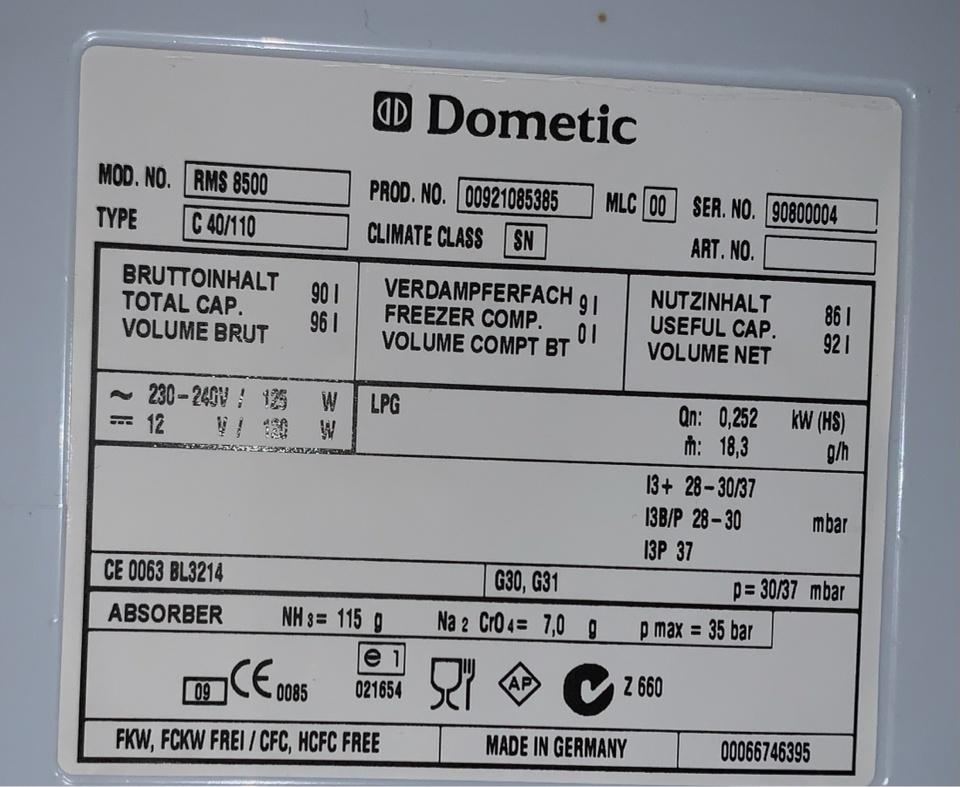 Dometic
MOD. NO. RMS 8500 PROD. NO. 00921085385 MLC 00 SER. NO. 90800004
TYPE C 40/110 CLIMATE CLASS SN ART. NO.
BRUTTOINHALT 90 l
TOTAL CAP. 96 l
VOLUME BRUT
VERDAMPFERFACH 9 l
FREEZER COMP. 0 l
VOLUME COMPT BT
NUTZINHALT 86 l
USEFUL CAP. 92 l
VOLUME NET
~ 230-240V / 125 W
12 V / 120 W
LPG Qn: 0,252 kW (HS)
ṁ: 18,3 g/h
I3+ 28-30/37
I3B/P 28-30 mbar
I3P 37
CE 0063 BL3214 G30, G31 p= 30/37 mbar
ABSORBER NH3= 115 g Na2 CrO4= 7,0 g p max = 35 bar
09 CE 0085 e1 021654 AP Z 660
FKW, FCKW FREI / CFC, HCFC FREE MADE IN GERMANY 00066746395